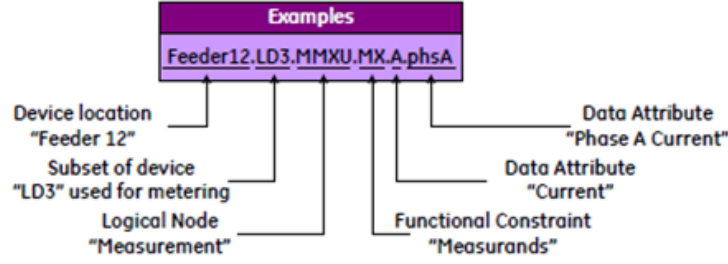 Examples
Feeder12.LD3.MMXU.MX.A.phsA
Device location
"Feeder 12"
Subset of device
"LD3" used for metering
Logical Node
"Measurement"
Data Attribute
"Phase A Current"
Data Attribute
"Current"
Functional Constraint
"Measurands"